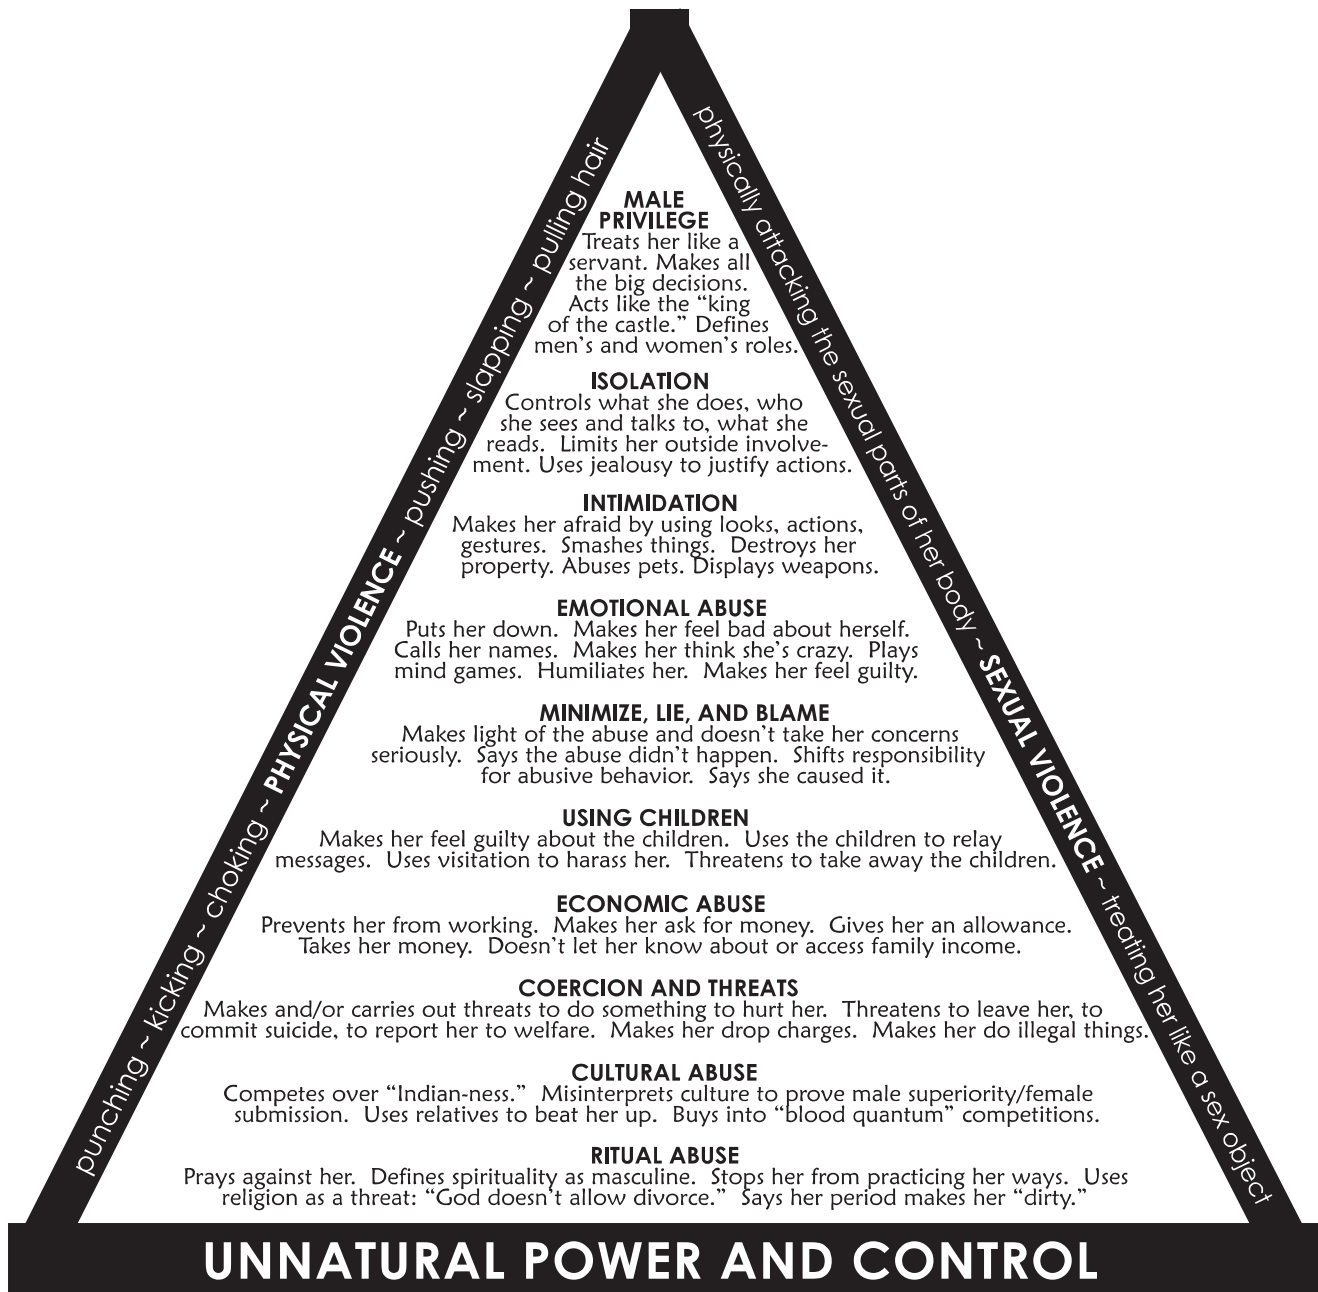 punching ~ kicking ~ choking ~ PHYSICAL VIOLENCE ~ pushing ~ slapping ~ pulling hair
physically attacking the sexual parts of her body ~ SEXUAL VIOLENCE ~ treating her like a sex object
MALE
PRIVILEGE
Treats her like a
servant. Makes all
the big decisions.
Acts like the “king
of the castle.” Defines
men’s and women’s roles.
ISOLATION
Controls what she does, who
she sees and talks to, what she
reads. Limits her outside involve-
ment. Uses jealousy to justify actions.
INTIMIDATION
Makes her afraid by using looks, actions,
gestures. Smashes things. Destroys her
property. Abuses pets. Displays weapons.
EMOTIONAL ABUSE
Puts her down. Makes her feel bad about herself.
Calls her names. Makes her think she’s crazy. Plays
mind games. Humiliates her. Makes her feel guilty.
MINIMIZE, LIE, AND BLAME
Makes light of the abuse and doesn’t take her concerns
seriously. Says the abuse didn’t happen. Shifts responsibility
for abusive behavior. Says she caused it.
USING CHILDREN
Makes her feel guilty about the children. Uses the children to relay
messages. Uses visitation to harass her. Threatens to take away the children.
ECONOMIC ABUSE
Prevents her from working. Makes her ask for money. Gives her an allowance.
Takes her money. Doesn’t let her know about or access family income.
COERCION AND THREATS
Makes and/or carries out threats to do something to hurt her. Threatens to leave her, to
commit suicide, to report her to welfare. Makes her drop charges. Makes her do illegal things.
CULTURAL ABUSE
Competes over “Indian-ness.” Misinterprets culture to prove male superiority/female
submission. Uses relatives to beat her up. Buys into “blood quantum” competitions.
RITUAL ABUSE
Prays against her. Defines spirituality as masculine. Stops her from practicing her ways. Uses
religion as a threat: “God doesn’t allow divorce.” Says her period makes her “dirty.”
UNNATURAL POWER AND CONTROL